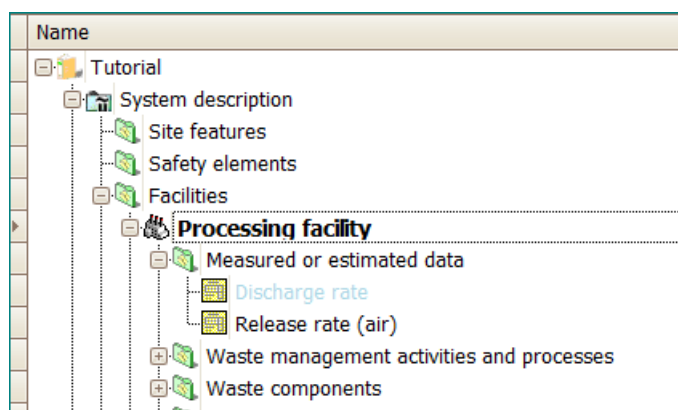 Name
Tutorial
System description
Site features
Safety elements
Facilities
Processing facility
Measured or estimated data
Discharge rate
Release rate (air)
Waste management activities and processes
Waste components